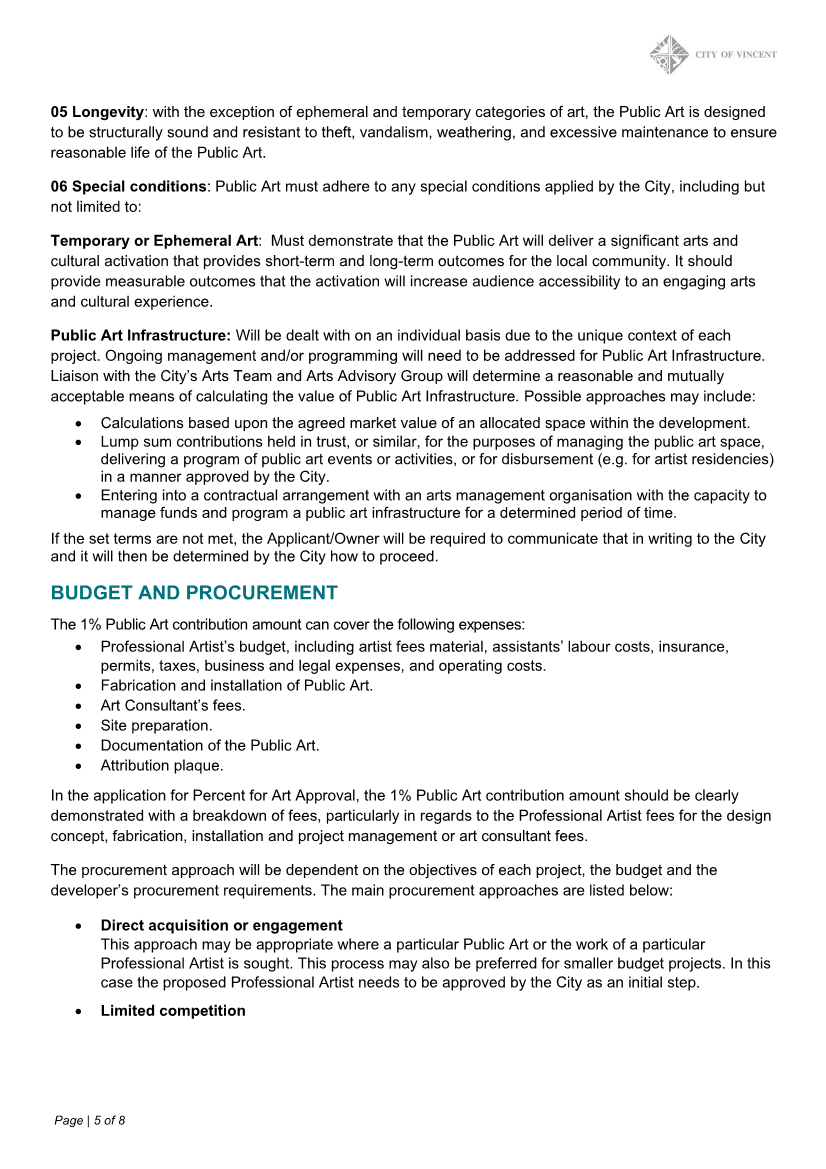 CITY OF VINCENT
05 Longevity: with the exception of ephemeral and temporary categories of art, the Public Art is designed
to be structurally sound and resistant to theft, vandalism, weathering, and excessive maintenance to ensure
reasonable life of the Public Art.
06 Special conditions: Public Art must adhere to any special conditions applied by the City, including but
not limited to:
Temporary or Ephemeral Art:  Must demonstrate that the Public Art will deliver a significant arts and
cultural activation that provides short-term and long-term outcomes for the local community. It should
provide measurable outcomes that the activation will increase audience accessibility to an engaging arts
and cultural experience.
Public Art Infrastructure: Will be dealt with on an individual basis due to the unique context of each
project. Ongoing management and/or programming will need to be addressed for Public Art Infrastructure.
Liaison with the City's Arts Team and Arts Advisory Group will determine a reasonable and mutually
acceptable means of calculating the value of Public Art Infrastructure. Possible approaches may include:
• Calculations based upon the agreed market value of an allocated space within the development.
• Lump sum contributions held in trust, or similar, for the purposes of managing the public art space,
delivering a program of public art events or activities, or for disbursement (e.g. for artist residencies)
in a manner approved by the City.
• Entering into a contractual arrangement with an arts management organisation with the capacity to
manage funds and program a public art infrastructure for a determined period of time.
If the set terms are not met, the Applicant/Owner will be required to communicate that in writing to the City
and it will then be determined by the City how to proceed.
BUDGET AND PROCUREMENT
The 1% Public Art contribution amount can cover the following expenses:
• Professional Artist's budget, including artist fees material, assistants' labour costs, insurance,
permits, taxes, business and legal expenses, and operating costs.
• Fabrication and installation of Public Art.
• Art Consultant's fees.
• Site preparation.
• Documentation of the Public Art.
• Attribution plaque.
In the application for Percent for Art Approval, the 1% Public Art contribution amount should be clearly
demonstrated with a breakdown of fees, particularly in regards to the Professional Artist fees for the design
concept, fabrication, installation and project management or art consultant fees.
The procurement approach will be dependent on the objectives of each project, the budget and the
developer's procurement requirements. The main procurement approaches are listed below:
• Direct acquisition or engagement
This approach may be appropriate where a particular Public Art or the work of a particular
Professional Artist is sought. This process may also be preferred for smaller budget projects. In this
case the proposed Professional Artist needs to be approved by the City as an initial step.
• Limited competition
Page | 5 of 8